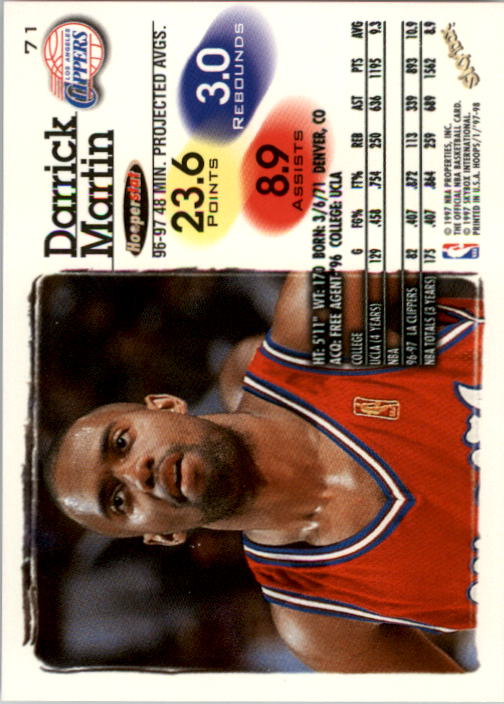 71
LOS ANGELES
CLIPPERS
Darrick
Martin
Hooperstat
96-97 48 MIN. PROJECTED AVGS.
23.6
POINTS
3.0
REBOUNDS
8.9
ASSISTS
HT: 5'11" WT: 170 BORN: 3/6/71 DENVER, CO
ACQ: FREE AGENT-'96 COLLEGE: UCLA
COLLEGE G FG% FT% REB AST PTS AVG
UCLA (4 YEARS) 129 .458 .754 250 636 1195 9.3
NBA
96-97 LA CLIPPERS 82 .407 .872 113 339 893 10.9
NBA TOTALS (3 YEARS) 175 .407 .864 259 689 1562 8.9
© 1997 NBA PROPERTIES, INC.
THE OFFICIAL NBA BASKETBALL CARD.
© 1997 SKYBOX INTERNATIONAL.
PRINTED IN U.S.A. HOOPS/1/'97-98
NBA
HOOPS